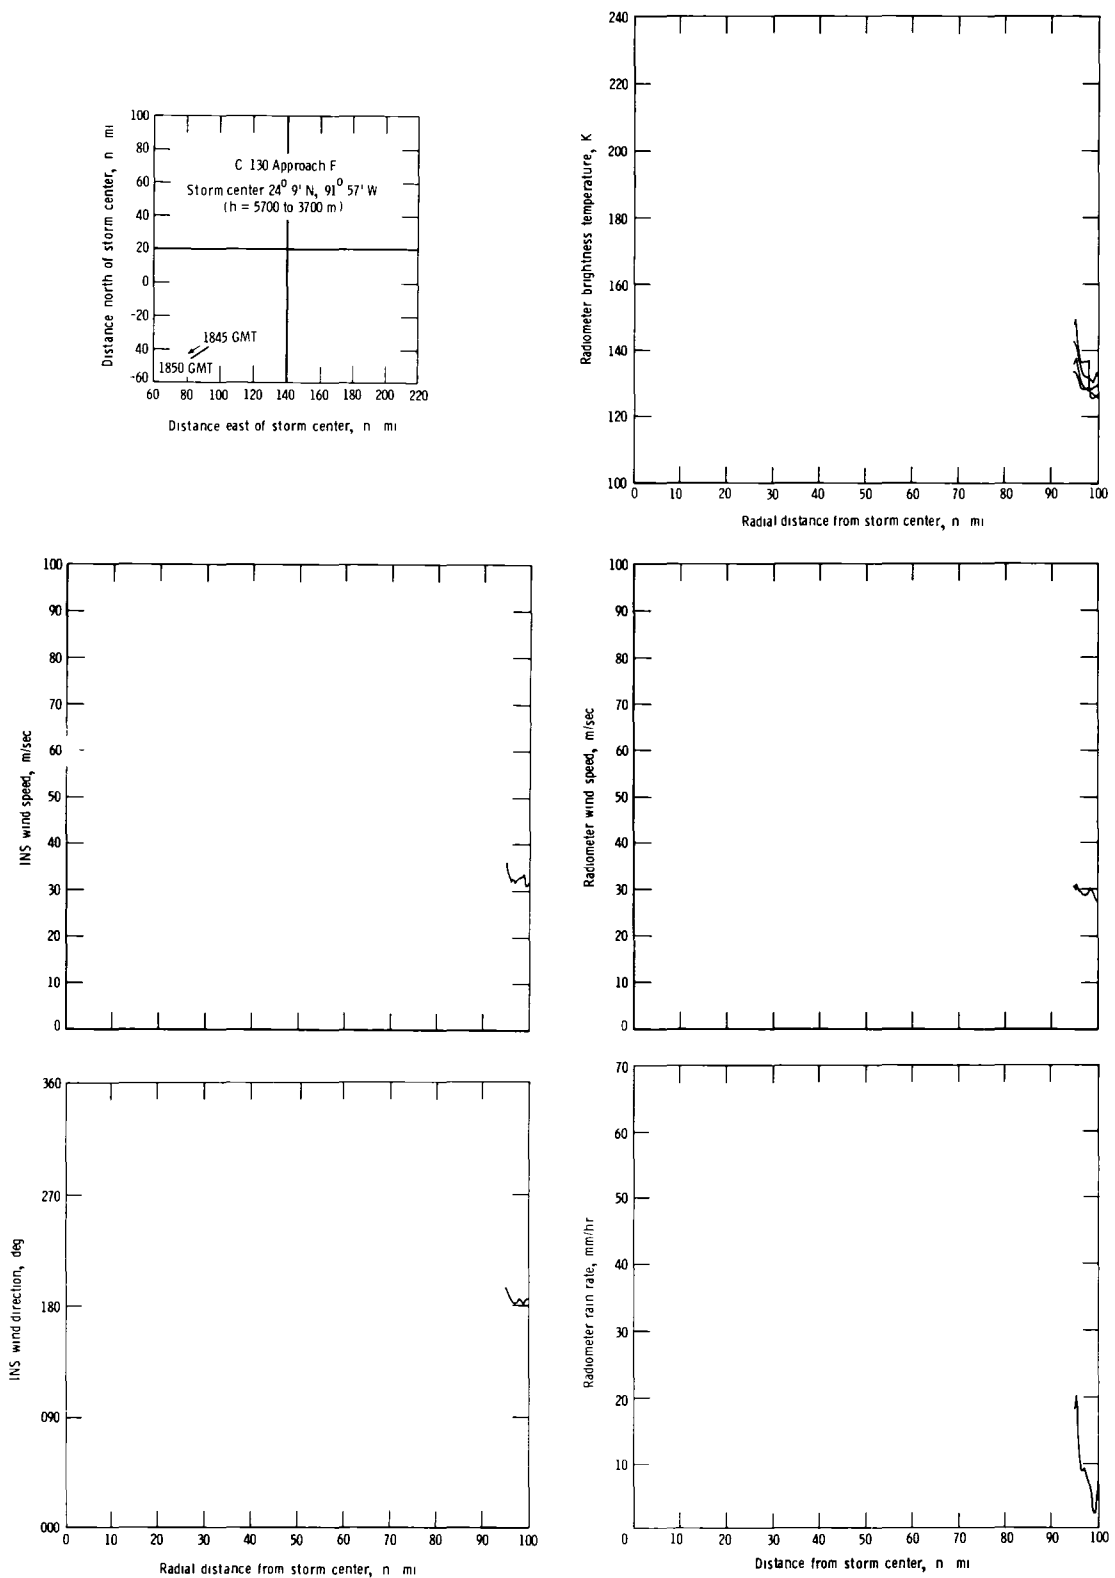 240
220
200
180
160
140
120
100
Radiometer brightness temperature, K
0 10 20 30 40 50 60 70 80 90 100
Radial distance from storm center, n mi
100
80
60
40
20
0
-20
-40
-60
Distance north of storm center, n mi
C 130 Approach F
Storm center 24° 9' N, 91° 57' W
(h = 5700 to 3700 m)
1845 GMT
1850 GMT
60 80 100 120 140 160 180 200 220
Distance east of storm center, n mi
100
90
80
70
60
50
40
30
20
10
0
INS wind speed, m/sec
100
90
80
70
60
50
40
30
20
10
0
Radiometer wind speed, m/sec
360
270
180
090
000
INS wind direction, deg
0 10 20 30 40 50 60 70 80 90 100
Radial distance from storm center, n mi
70
60
50
40
30
20
10
0
Radiometer rain rate, mm/hr
10 20 30 40 50 60 70 80 90 100
Distance from storm center, n mi